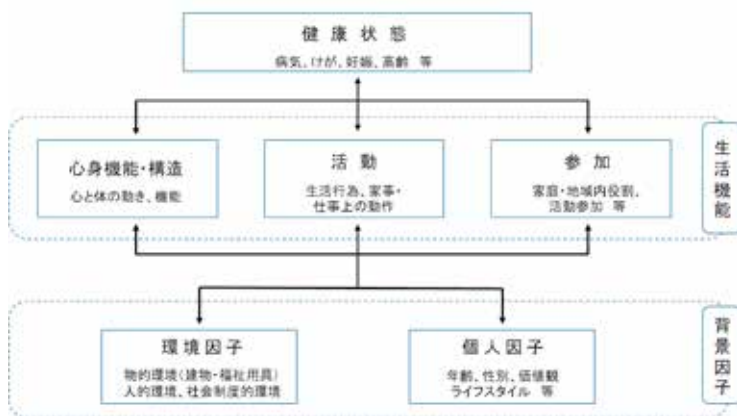 健康状態
病気、けが、妊娠、高齢 等
心身機能・構造
心と体の動き、機能
活動
生活行為、家事・
仕事上の動作
参加
家庭・地域内役割、
活動参加 等
生活機能
環境因子
物的環境(建物・福祉用具)
人的環境、社会制度的環境
個人因子
年齢、性別、価値観
ライフスタイル 等
背景因子